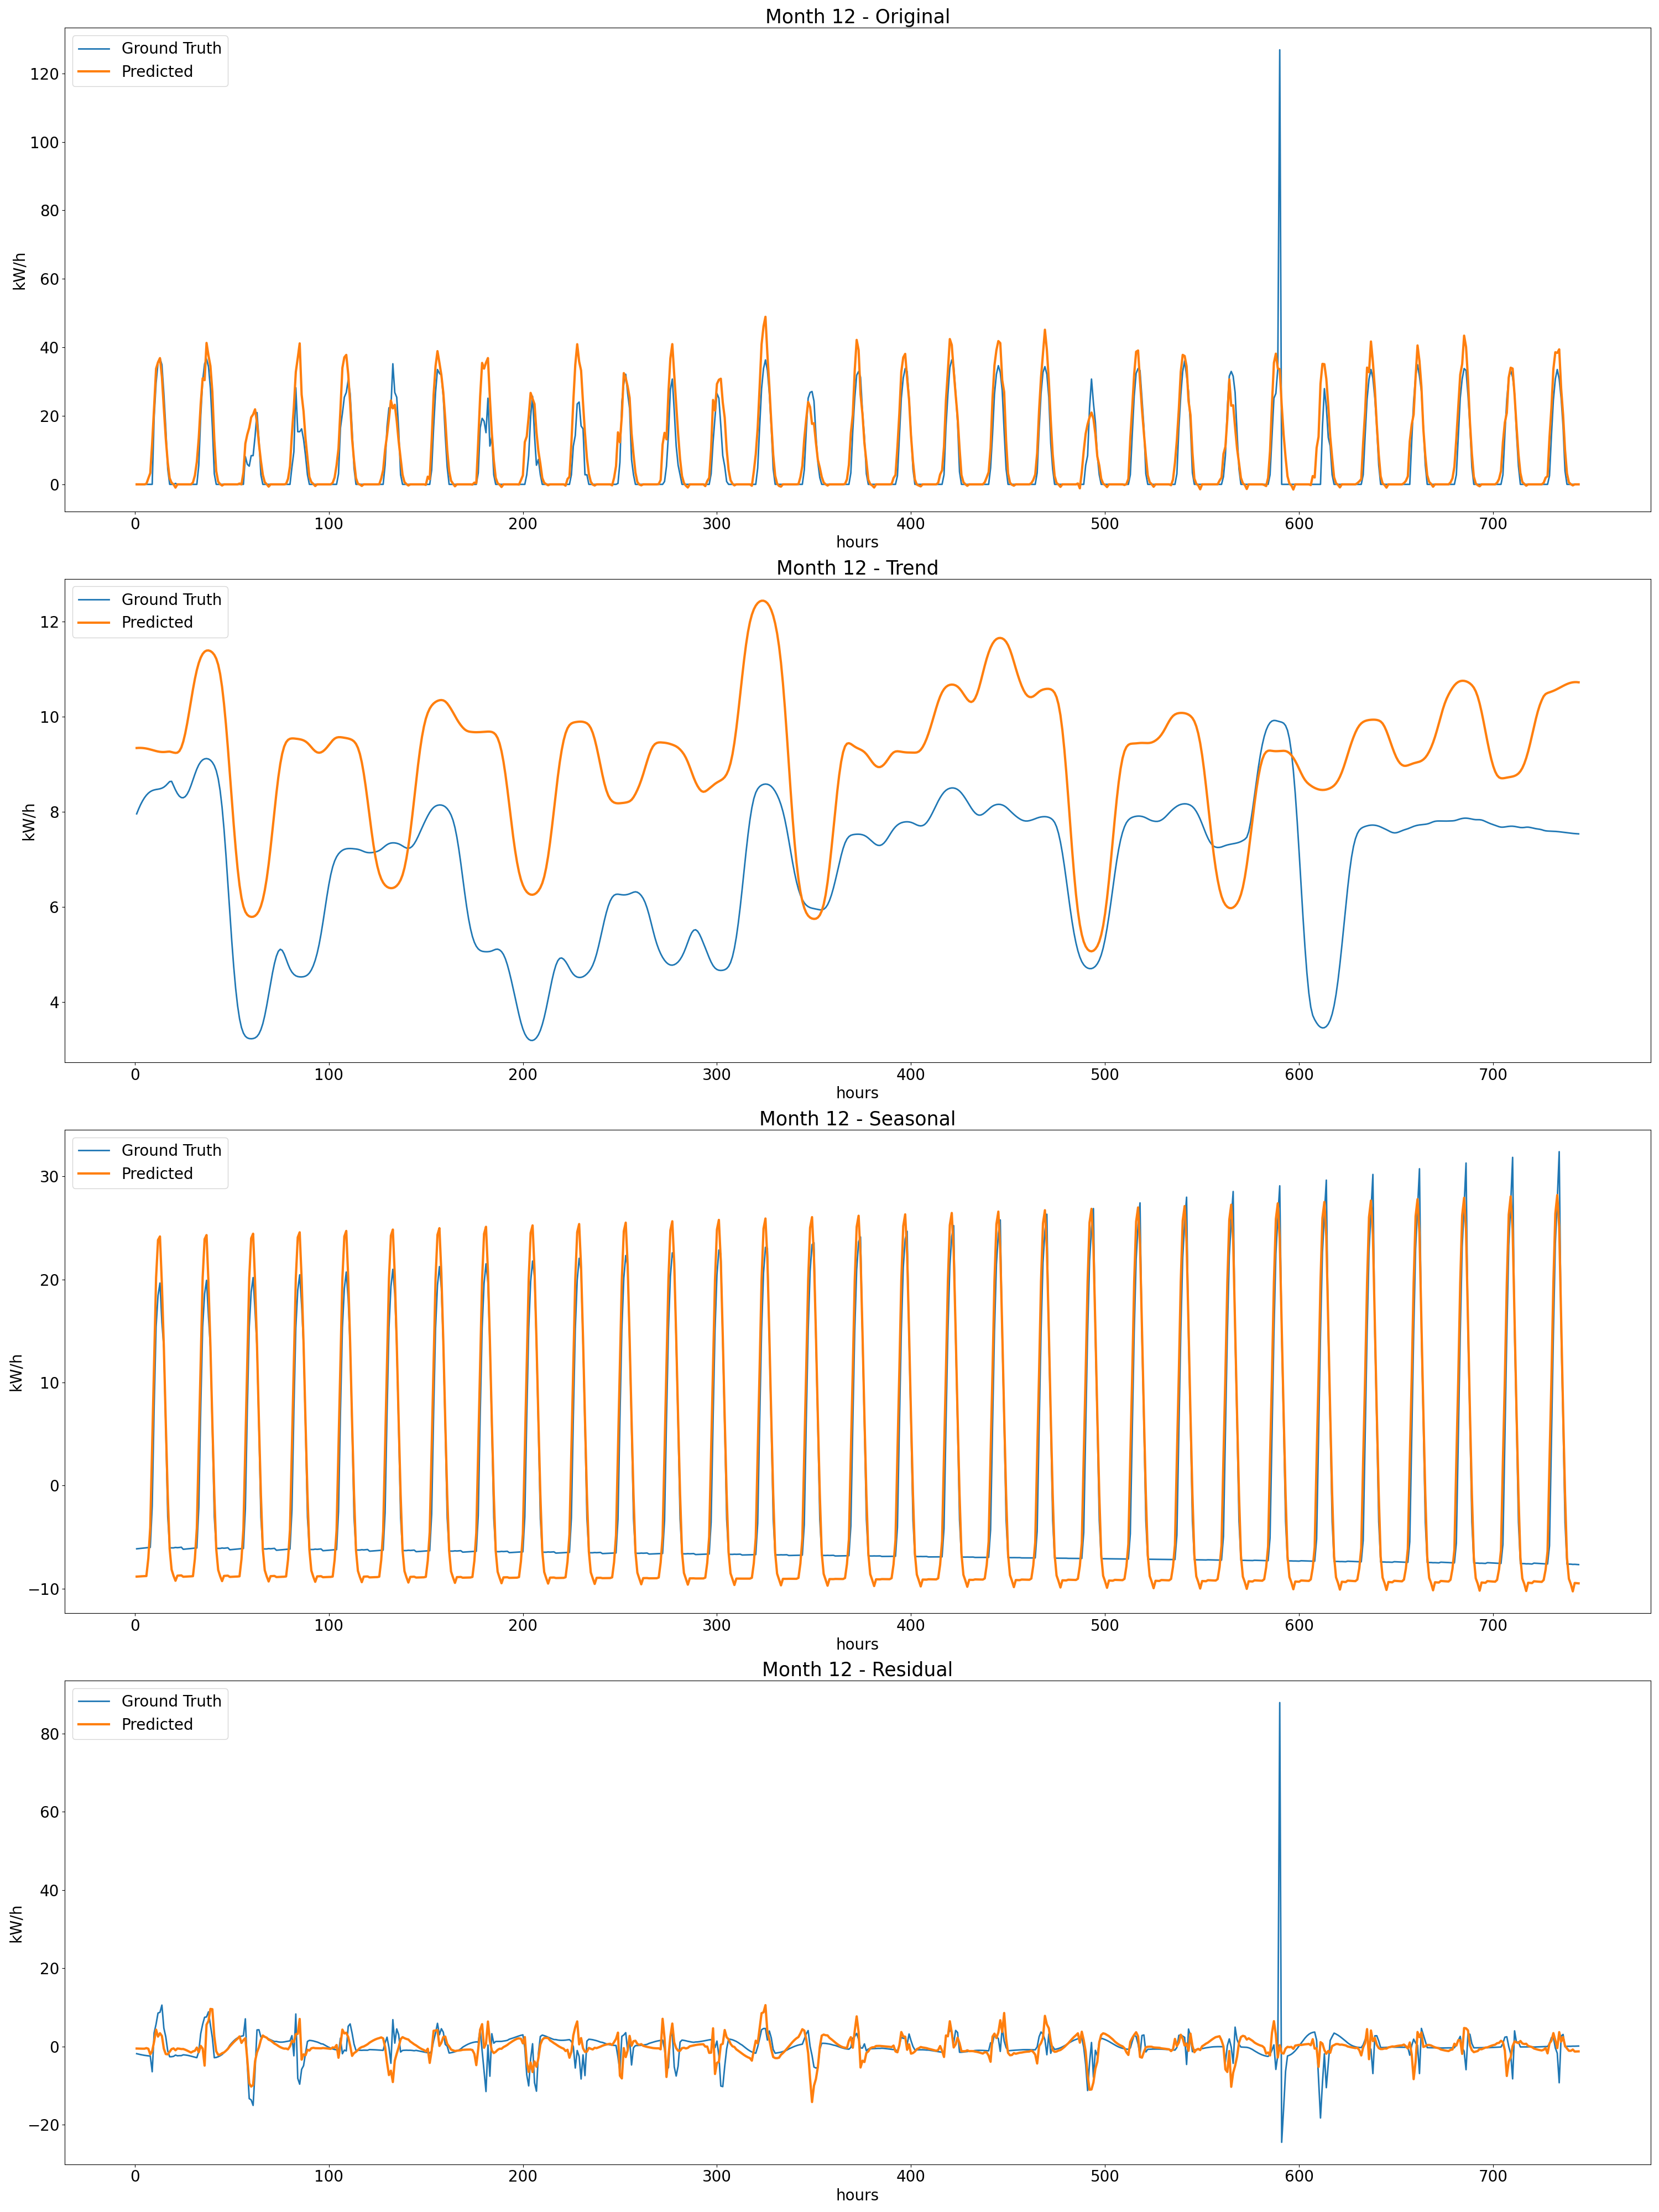 Month 12 - Original
Ground Truth
Predicted
kW/h
120
100
80
60
40
20
0
0 100 200 300 400 500 600 700
hours
Month 12 - Trend
Ground Truth
Predicted
kW/h
12
10
8
6
4
0 100 200 300 400 500 600 700
hours
Month 12 - Seasonal
Ground Truth
Predicted
kW/h
30
20
10
0
−10
0 100 200 300 400 500 600 700
hours
Month 12 - Residual
Ground Truth
Predicted
kW/h
80
60
40
20
0
−20
0 100 200 300 400 500 600 700
hours